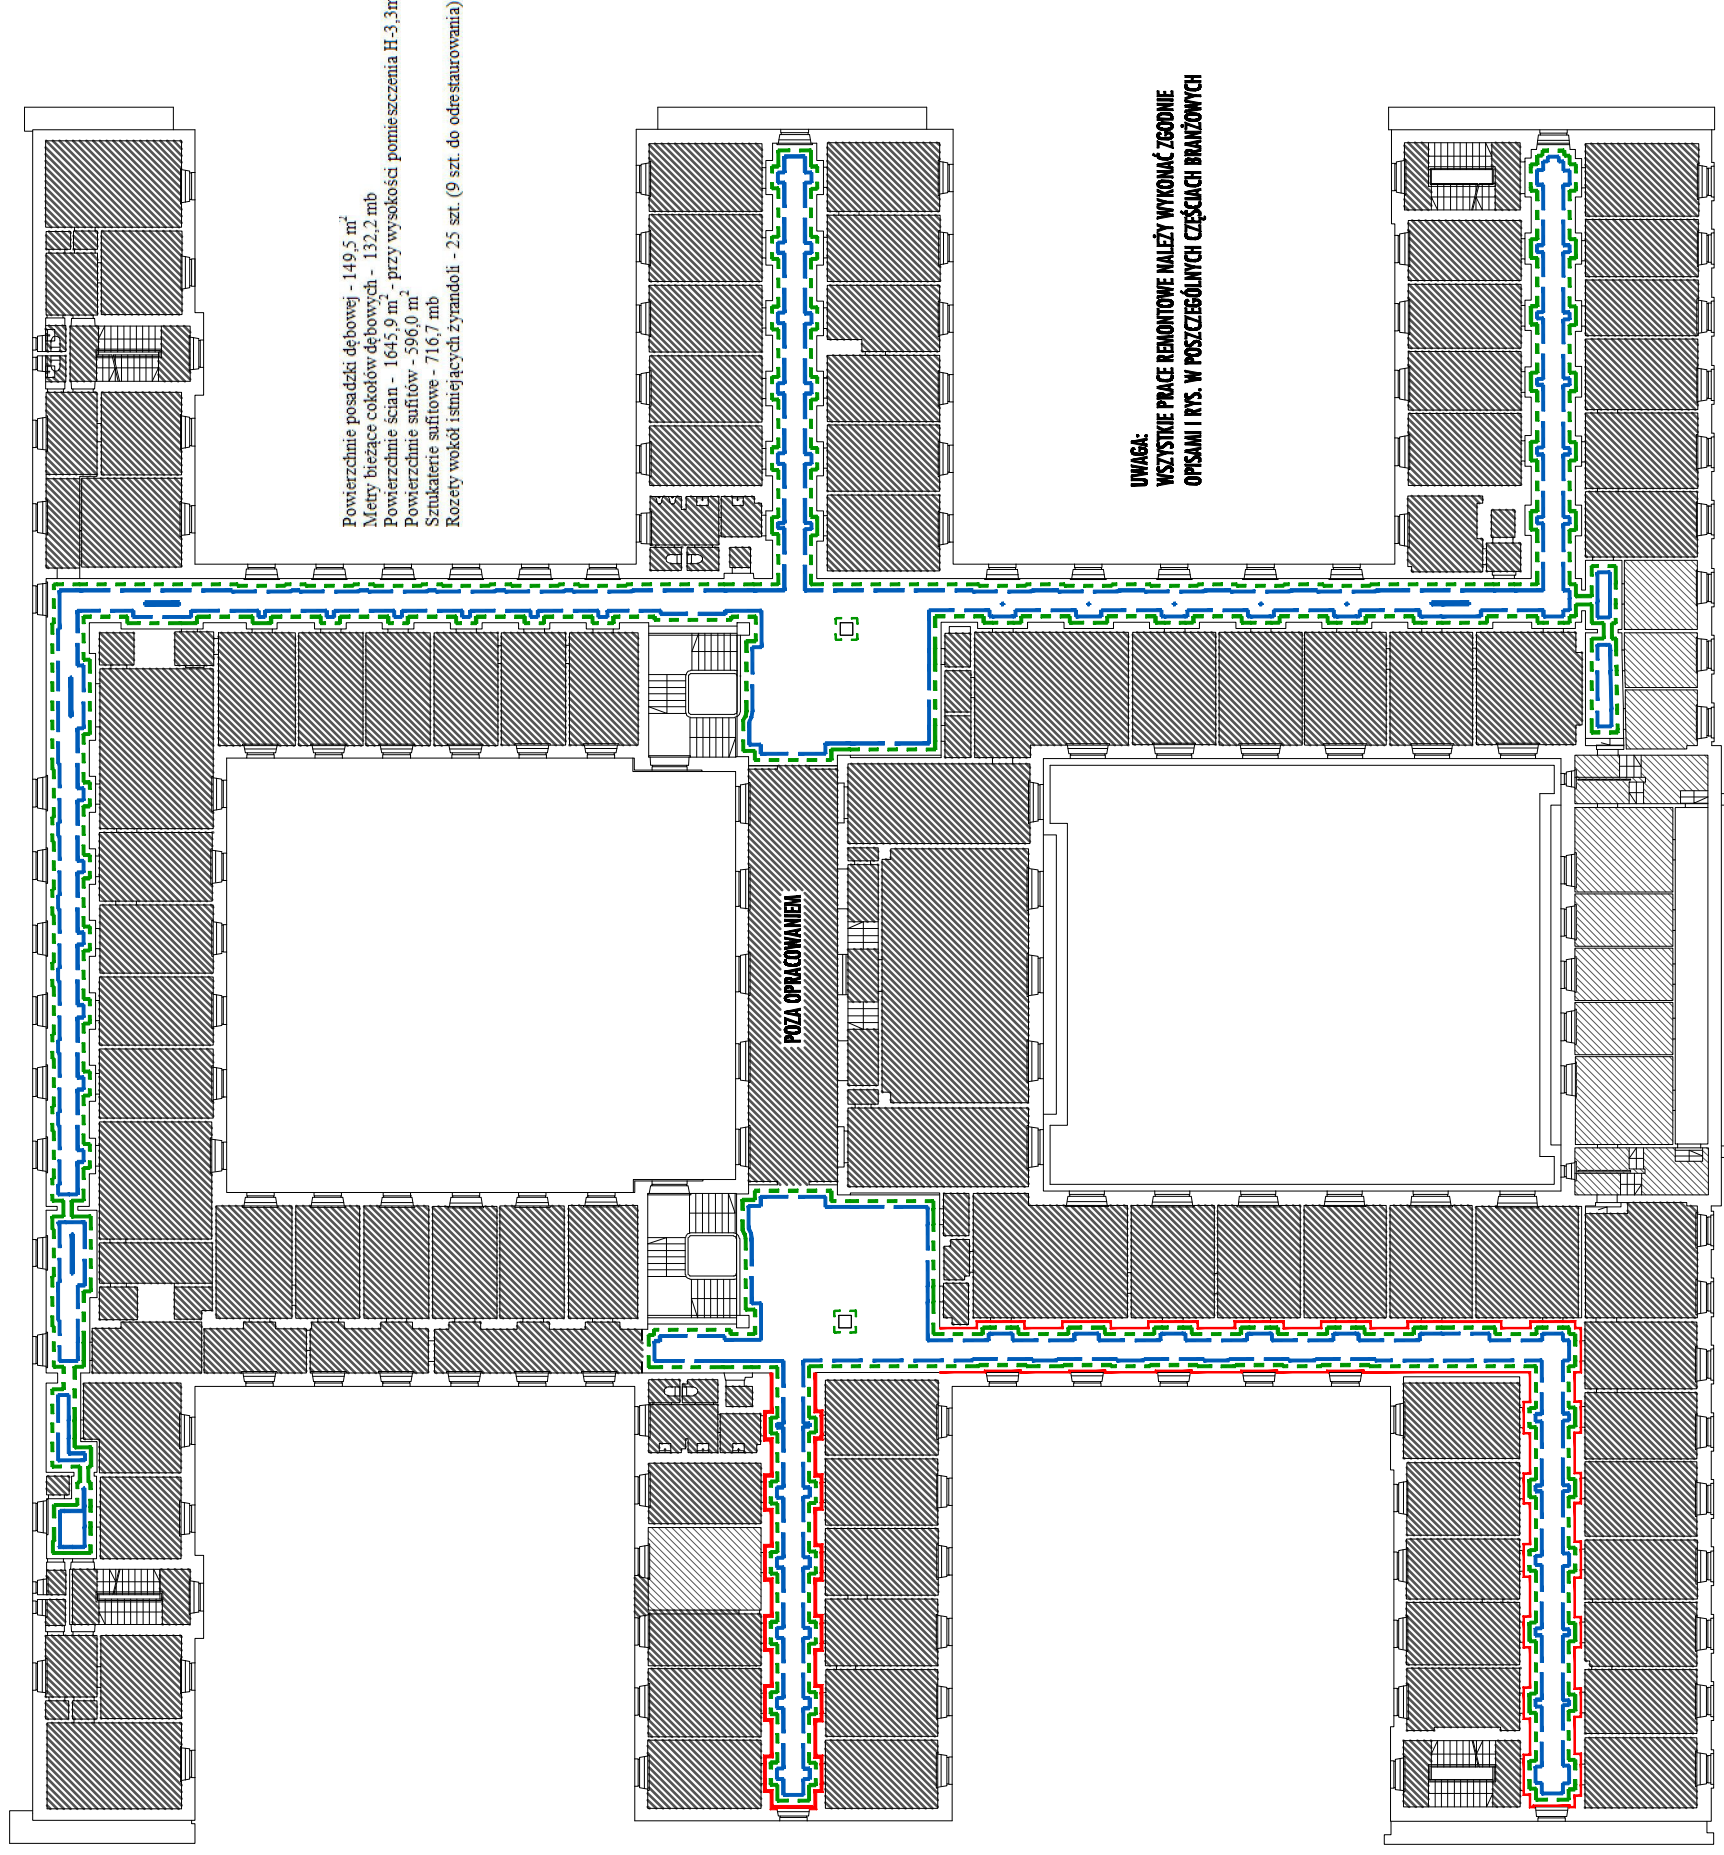 Powierzchnie posadzki dębowej - 149,5 m²
Metry bieżące cokołów dębowych - 132,2 mb
Powierzchnie ścian - 1645,9 m² - przy wysokości pomieszczenia H-3,3m
Powierzchnie sufitów - 596,0 m²
Sztukaterie sufitowe - 716,7 mb
Rozety wokół istniejących żyrandoli - 25 szt. (9 szt. do odrestaurowania)
UWAGA:
WSZYSTKIE PRACE REMONTOWE NALEŻY WYKONAĆ ZGODNIE
OPISAMI I RYS. W POSZCZEGÓLNYCH CZĘŚCIACH BRANŻOWYCH
POZA OPRACOWANIEM